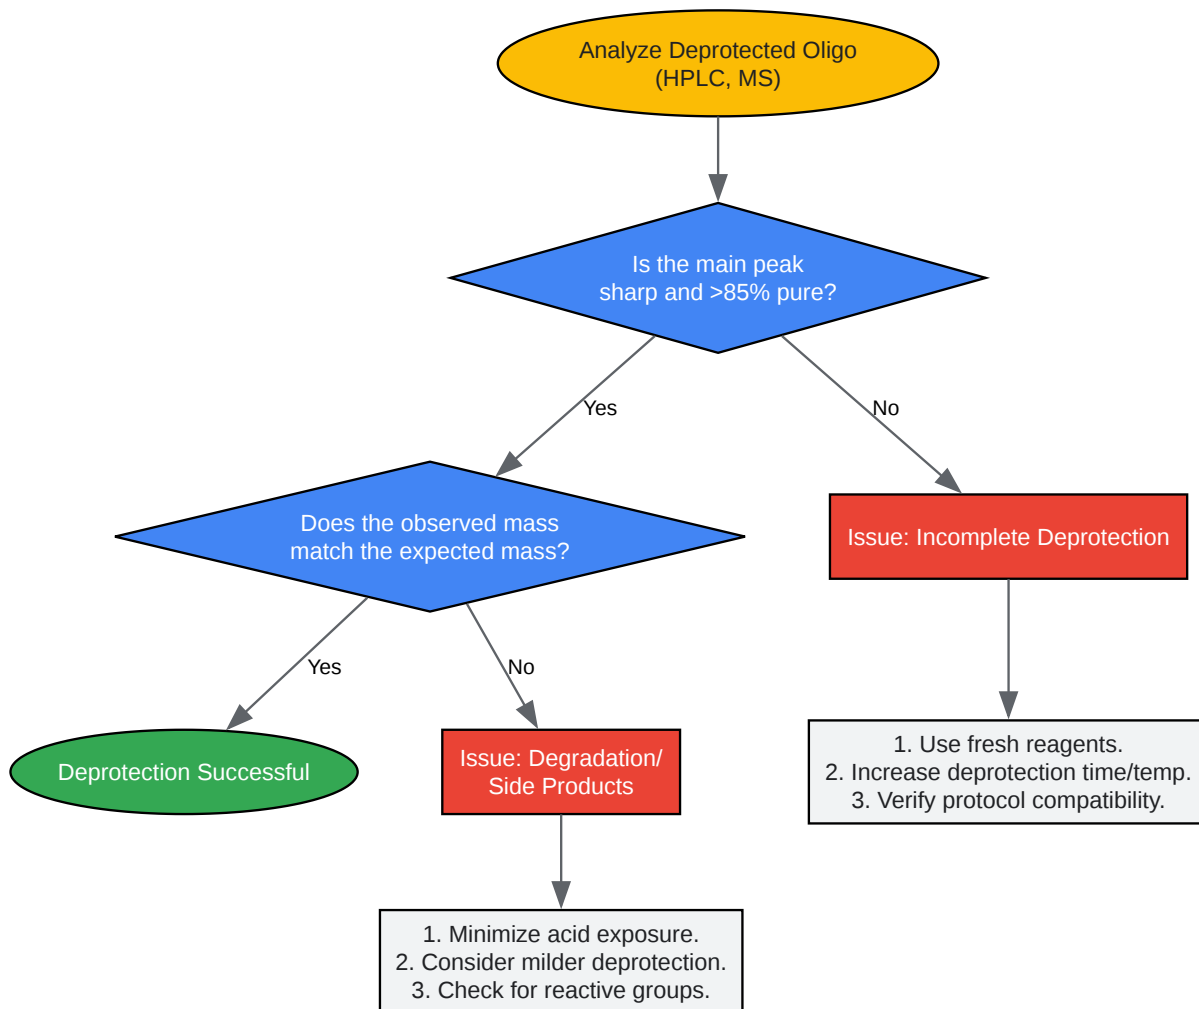 Analyze Deprotected Oligo
(HPLC, MS)
Is the main peak
sharp and >85% pure?
Yes
No
Does the observed mass
match the expected mass?
Issue: Incomplete Deprotection
Yes
No
Deprotection Successful
Issue: Degradation/
Side Products
1. Use fresh reagents.
2. Increase deprotection time/temp.
3. Verify protocol compatibility.
1. Minimize acid exposure.
2. Consider milder deprotection.
3. Check for reactive groups.